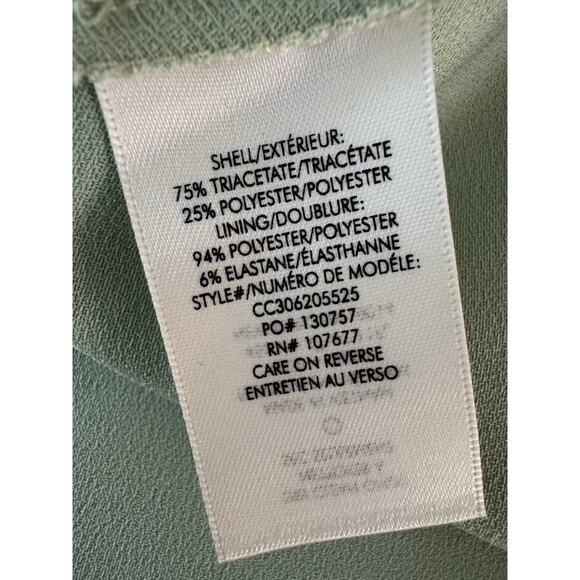 SHELL/EXTÉRIEUR:
75% TRIACETATE/TRIACÉTATE
25% POLYESTER/POLYESTER
LINING/DOUBLURE:
94% POLYESTER/POLYESTER
6% ELASTANE/ÉLASTHANNE
STYLE#/NUMÉRO DE MODÉLE:
CC306205525
PO# 130757
RN# 107677
CARE ON REVERSE
ENTRETIEN AU VERSO